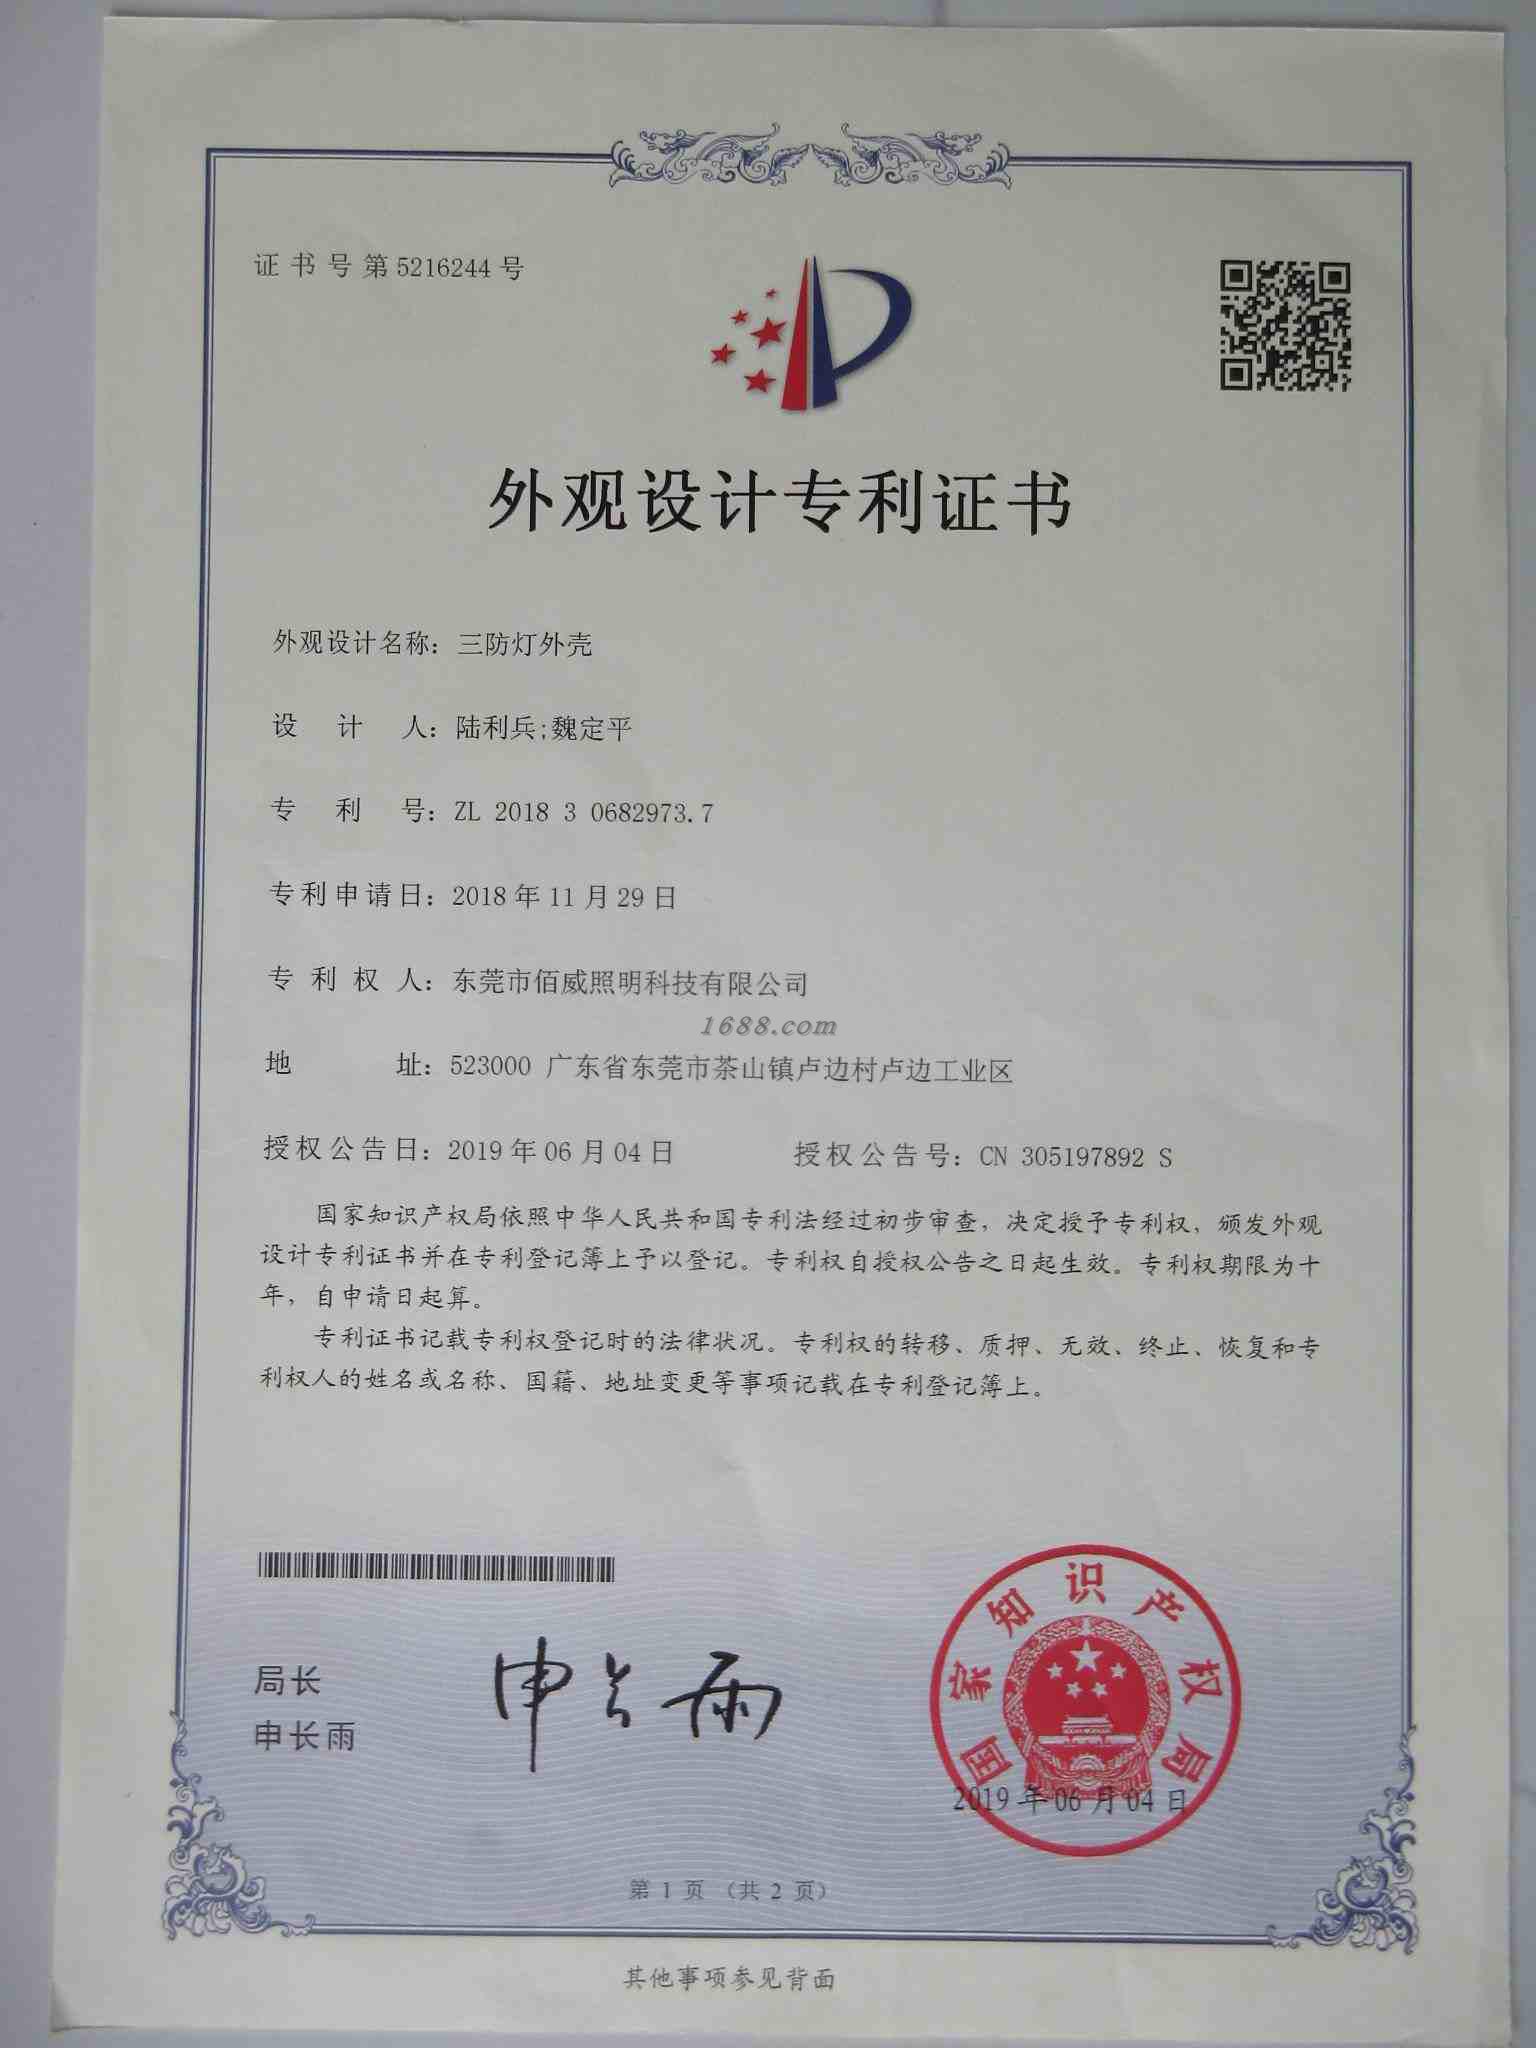 证书号第5216244号
外观设计专利证书
外观设计名称：三防灯外壳
设计人：陆利兵;魏定平
专利号：ZL 2018 3 0682973.7
专利申请日：2018年11月29日
专利权人：东莞市佰威照明科技有限公司
1688.com
地址：523000 广东省东莞市茶山镇卢边村卢边工业区
授权公告日：2019年06月04日 授权公告号：CN 305197892 S
国家知识产权局依照中华人民共和国专利法经过初步审查，决定授予专利权，颁发外观
设计专利证书并在专利登记簿上予以登记。专利权自授权公告之日起生效。专利权期限为十
年，自申请日起算。
专利证书记载专利权登记时的法律状况。专利权的转移、质押、无效、终止、恢复和专
利权人的姓名或名称、国籍、地址变更等事项记载在专利登记簿上。
局长
申长雨
申长雨
国家知识产权局
2019年06月04日
第 1 页 （共 2 页）
其他事项参见背面